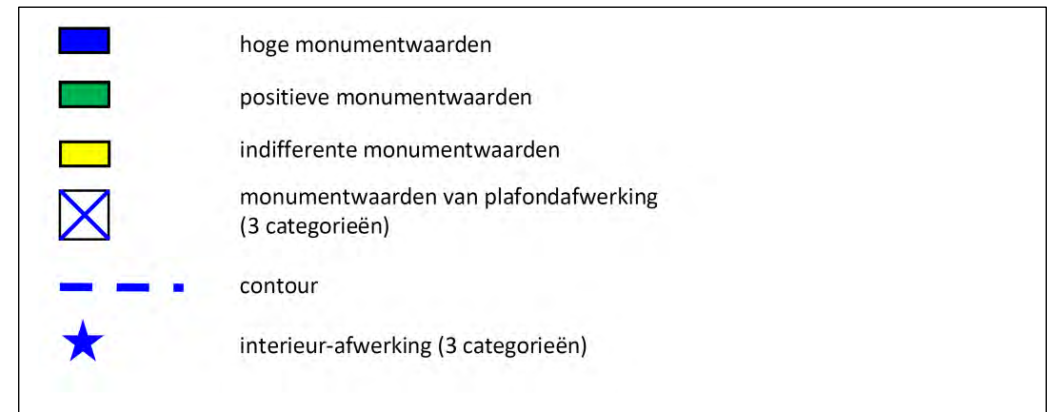 hoge monumentwaarden
positieve monumentwaarden
indifferente monumentwaarden
monumentwaarden van plafondafwerking
(3 categorieën)
contour
interieur-afwerking (3 categorieën)